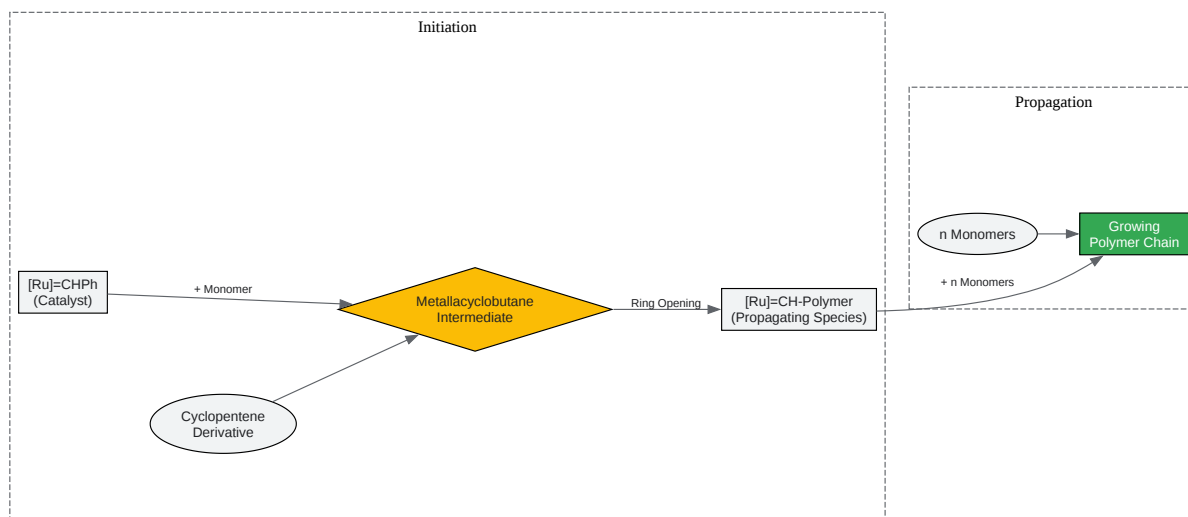 Initiation
Propagation
n Monomers
Growing
Polymer Chain
[Ru]=CHPh
(Catalyst)
+ Monomer
Metallacyclobutane
Intermediate
Ring Opening
[Ru]=CH-Polymer
(Propagating Species)
+ n Monomers
Cyclopentene
Derivative